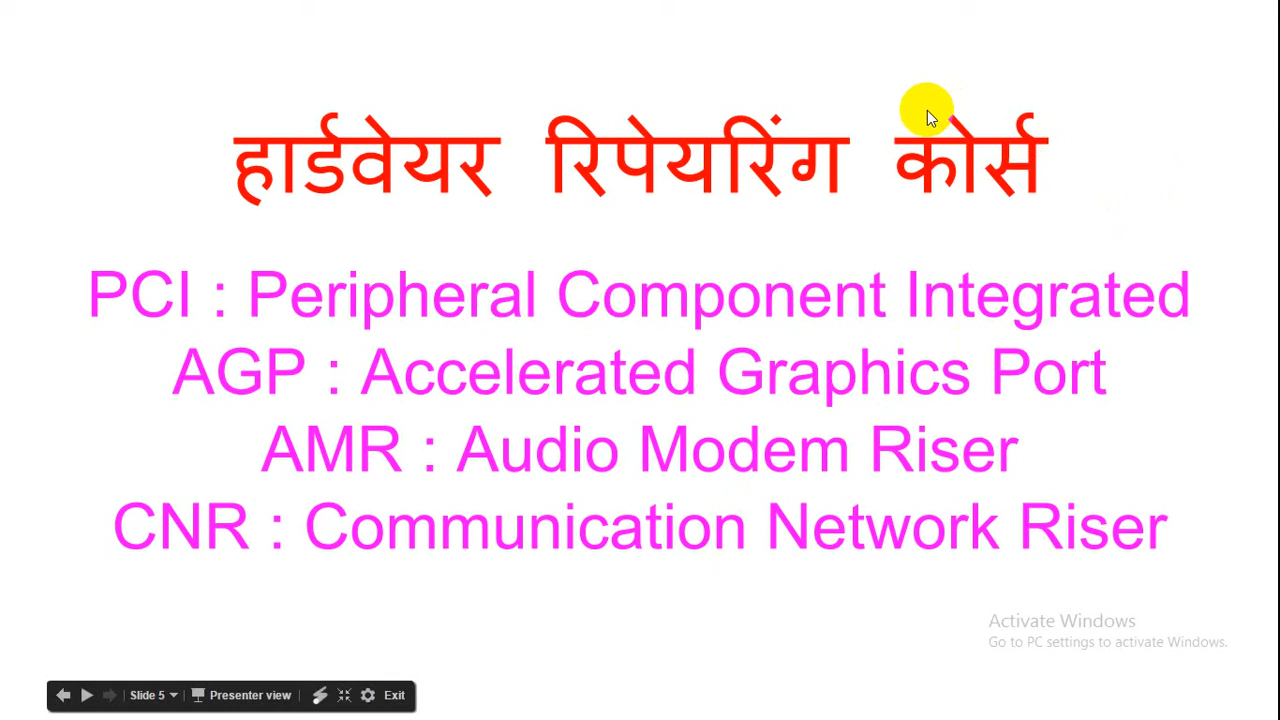 हार्डवेयर रिपेयरिंग कोर्स
PCI : Peripheral Component Integrated
AGP : Accelerated Graphics Port
AMR : Audio Modem Riser
CNR : Communication Network Riser
Activate Windows
Go to PC settings to activate Windows.
Slide 5 Presenter view Exit